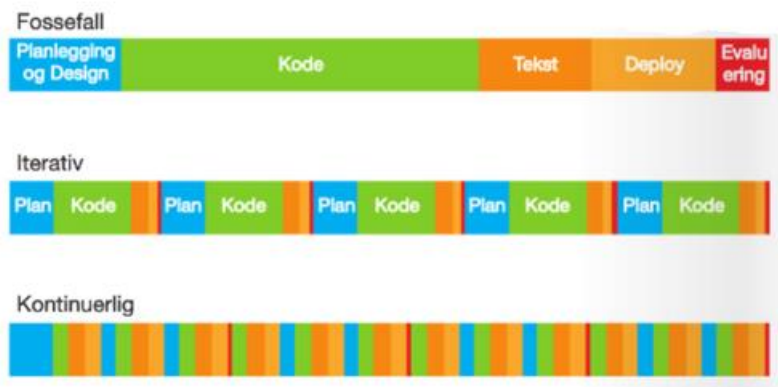 Fossefall
Planlegging
og Design
Kode
Tekst
Deploy
Evalu
ering
Iterativ
Plan Kode Plan Kode Plan Kode Plan Kode Plan Kode
Kontinuerlig